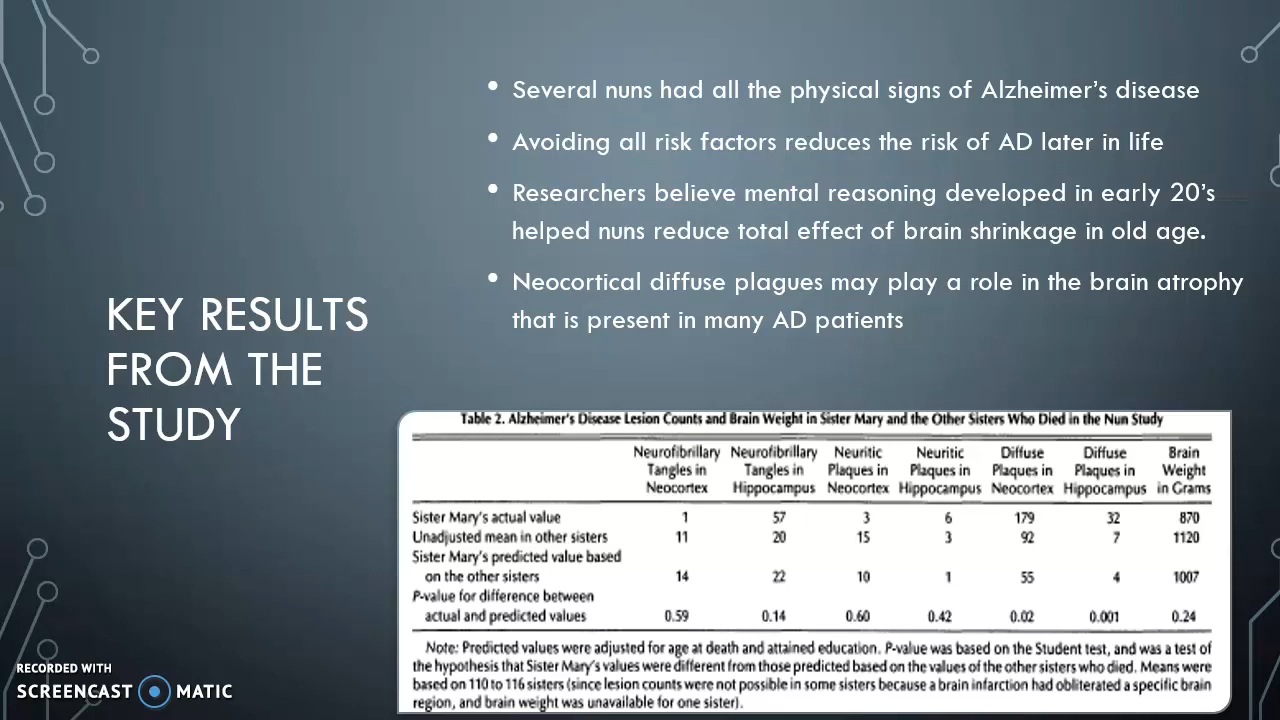 KEY RESULTS
FROM THE
STUDY
• Several nuns had all the physical signs of Alzheimer’s disease
• Avoiding all risk factors reduces the risk of AD later in life
• Researchers believe mental reasoning developed in early 20’s
helped nuns reduce total effect of brain shrinkage in old age.
• Neocortical diffuse plagues may play a role in the brain atrophy
that is present in many AD patients
Table 2. Alzheimer's Disease Lesion Counts and Brain Weight in Sister Mary and the Other Sisters Who Died in the Nun Study
Neurofibrillary Neurofibrillary Neuritic Neuritic Diffuse Diffuse Brain
Tangles in Tangles in Plaques in Plaques in Plaques in Plaques in Weight
Neocortex Hippocampus Neocortex Hippocampus Neocortex Hippocampus in Grams
Sister Mary's actual value 1 57 3 6 179 32 870
Unadjusted mean in other sisters 11 20 15 3 92 7 1120
Sister Mary's predicted value based
on the other sisters 14 22 10 1 55 4 1007
P-value for difference between
actual and predicted values 0.59 0.14 0.60 0.42 0.02 0.001 0.24
Note: Predicted values were adjusted for age at death and attained education. P-value was based on the Student test, and was a test of
the hypothesis that Sister Mary's values were different from those predicted based on the values of the other sisters who died. Means were
based on 110 to 116 sisters (since lesion counts were not possible in some sisters because a brain infarction had obliterated a specific brain
region, and brain weight was unavailable for one sister).
RECORDED WITH
SCREENCAST MATIC